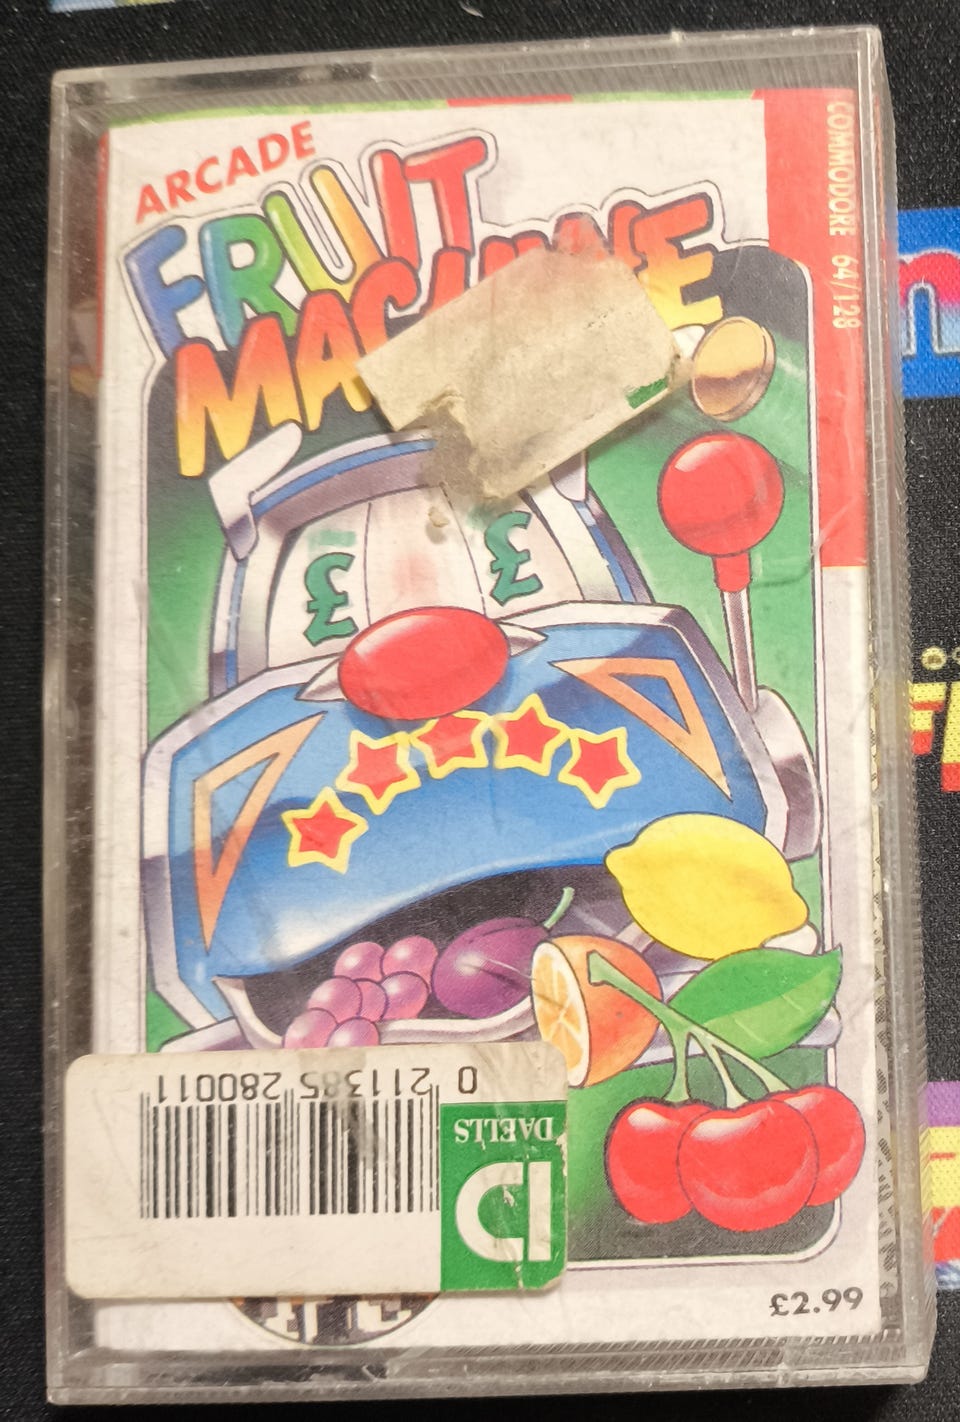 ARCADE
FRUIT
MACHINE
COMMODORE 64/128
£ £
0 211385 280011
DAELLS
D
£2.99